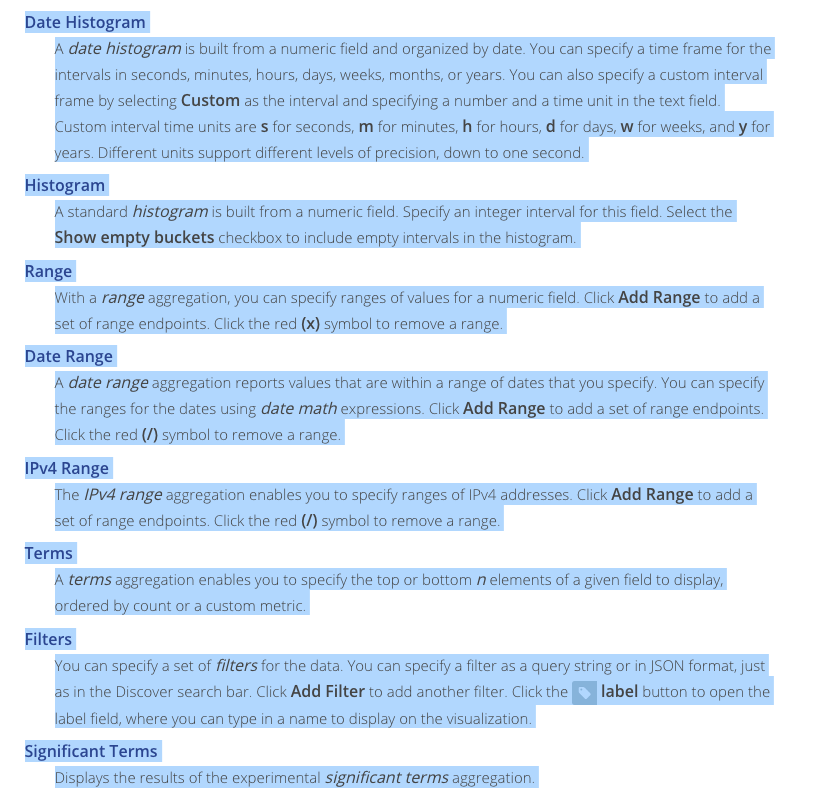 Date Histogram
A date histogram is built from a numeric field and organized by date. You can specify a time frame for the
intervals in seconds, minutes, hours, days, weeks, months, or years. You can also specify a custom interval
frame by selecting Custom as the interval and specifying a number and a time unit in the text field.
Custom interval time units are s for seconds, m for minutes, h for hours, d for days, w for weeks, and y for
years. Different units support different levels of precision, down to one second.
Histogram
A standard histogram is built from a numeric field. Specify an integer interval for this field. Select the
Show empty buckets checkbox to include empty intervals in the histogram.
Range
With a range aggregation, you can specify ranges of values for a numeric field. Click Add Range to add a
set of range endpoints. Click the red (x) symbol to remove a range.
Date Range
A date range aggregation reports values that are within a range of dates that you specify. You can specify
the ranges for the dates using date math expressions. Click Add Range to add a set of range endpoints.
Click the red (/) symbol to remove a range.
IPv4 Range
The IPv4 range aggregation enables you to specify ranges of IPv4 addresses. Click Add Range to add a
set of range endpoints. Click the red (/) symbol to remove a range.
Terms
A terms aggregation enables you to specify the top or bottom n elements of a given field to display,
ordered by count or a custom metric.
Filters
You can specify a set of filters for the data. You can specify a filter as a query string or in JSON format, just
as in the Discover search bar. Click Add Filter to add another filter. Click the label button to open the
label field, where you can type in a name to display on the visualization.
Significant Terms
Displays the results of the experimental significant terms aggregation.